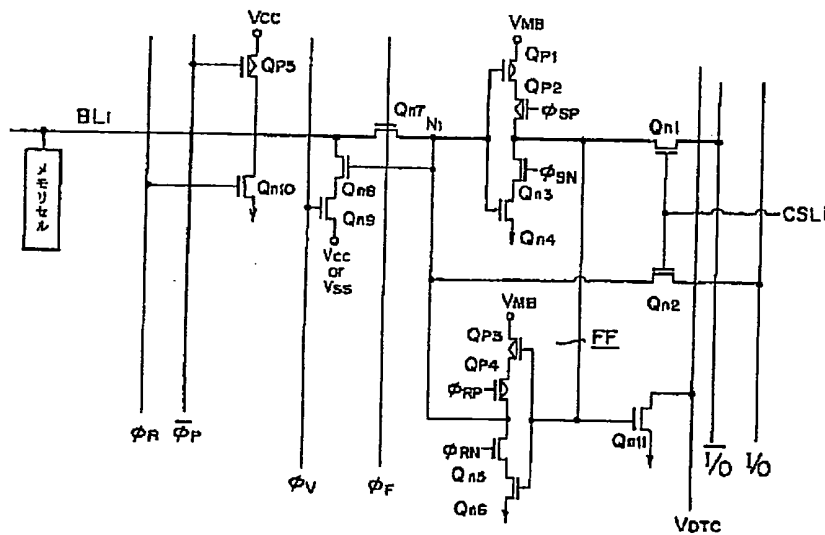 VCC
VMB
QP5
QP1
QP2
φSP
BLi
Qn7
N1
Qn1
メモリセル
Qn10
Qn8
Qn9
VCC
or
VSS
φSN
Qn3
Qn4
CSLi
Qn2
VMB
QP3
QP4
FF
φRP
φRN
Qn5
Qn6
Qn11
φR
φP
φV
φF
I/O
I/O
VDTC